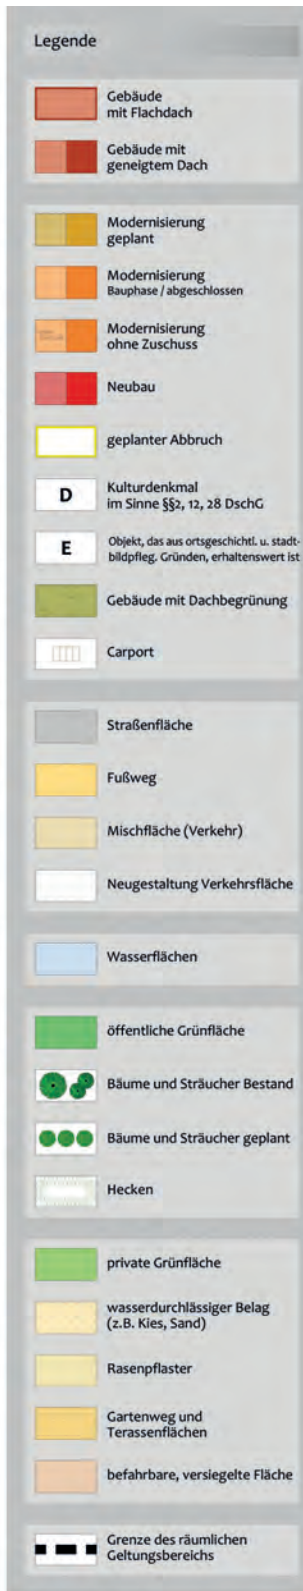 Legende
Gebäude
mit Flachdach
Gebäude mit
geneigtem Dach
Modernisierung
geplant
Modernisierung
Bauphase / abgeschlossen
Modernisierung
ohne Zuschuss
Neubau
geplanter Abbruch
D
Kulturdenkmal
im Sinne §§2, 12, 28 DschG
E
Objekt, das aus ortsgeschichtl. u. stadt-
bildpfleg. Gründen, erhaltenswert ist
Gebäude mit Dachbegrünung
Carport
Straßenfläche
Fußweg
Mischfläche (Verkehr)
Neugestaltung Verkehrsfläche
Wasserflächen
öffentliche Grünfläche
Bäume und Sträucher Bestand
Bäume und Sträucher geplant
Hecken
private Grünfläche
wasserdurchlässiger Belag
(z.B. Kies, Sand)
Rasenpflaster
Gartenweg und
Terassenflächen
befahrbare, versiegelte Fläche
Grenze des räumlichen
Geltungsbereichs